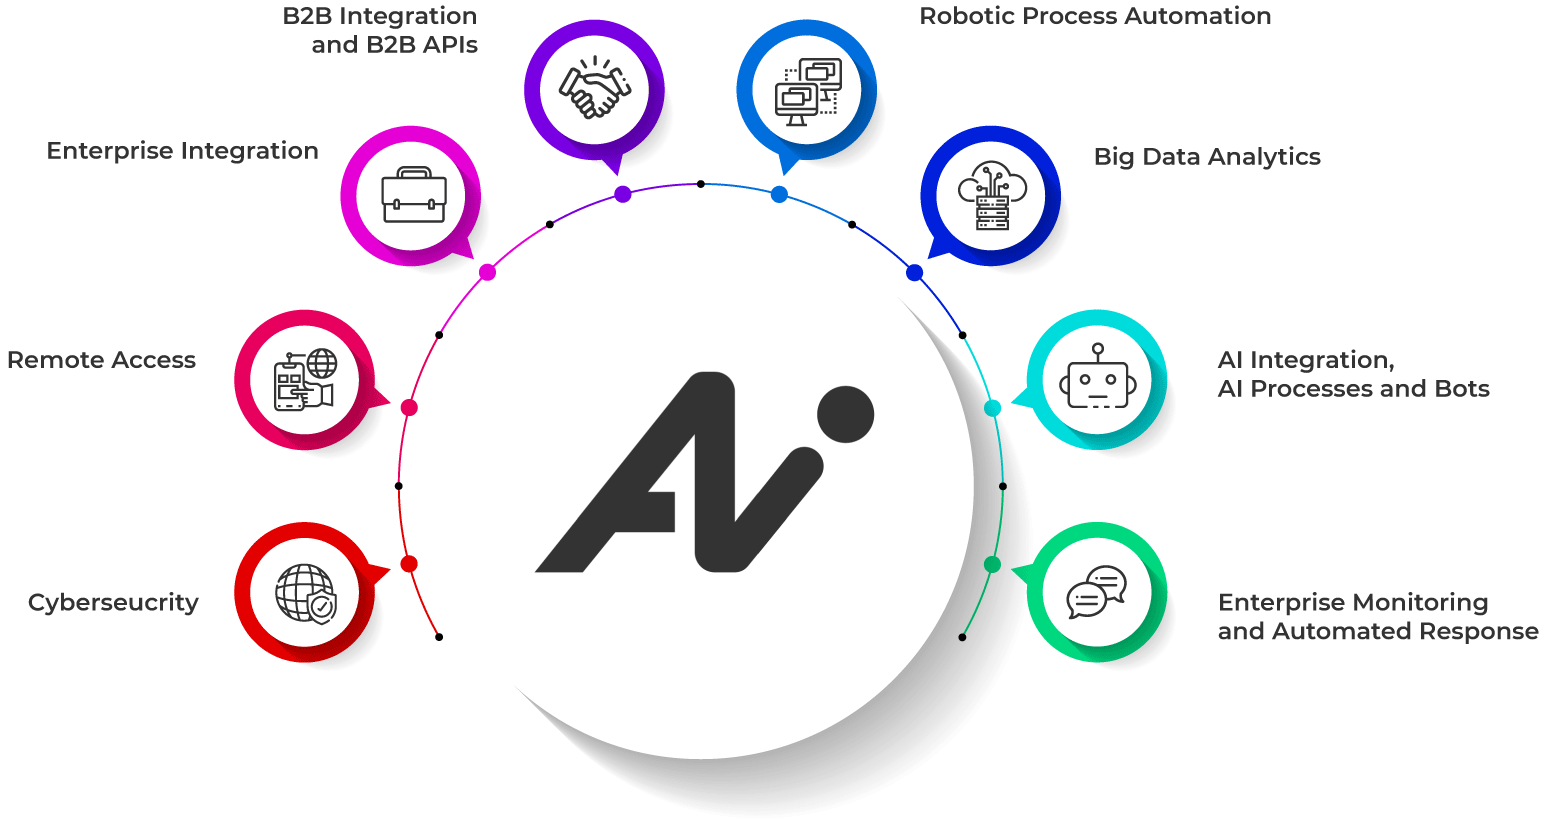 B2B Integration
and B2B APIs
Robotic Process Automation
Enterprise Integration
Big Data Analytics
Remote Access
AI Integration,
AI Processes and Bots
Ai
Cyberseucrity
Enterprise Monitoring
and Automated Response